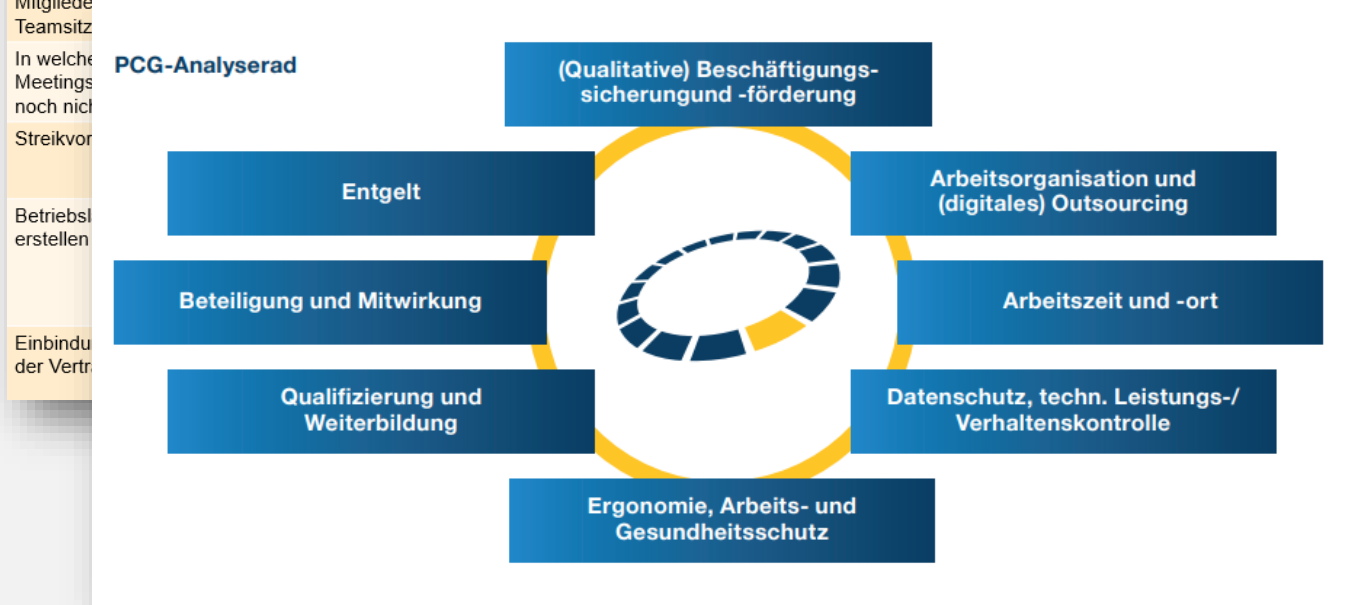 Teamsitz
In welche
Meetings
noch nich
Streikvor
Betriebsl
erstellen
Einbindu
der Vertr
PCG-Analyserad
(Qualitative) Beschäftigungs-
sicherungund -förderung
Entgelt
Arbeitsorganisation und
(digitales) Outsourcing
Beteiligung und Mitwirkung
Arbeitszeit und -ort
Qualifizierung und
Weiterbildung
Datenschutz, techn. Leistungs-/
Verhaltenskontrolle
Ergonomie, Arbeits- und
Gesundheitsschutz